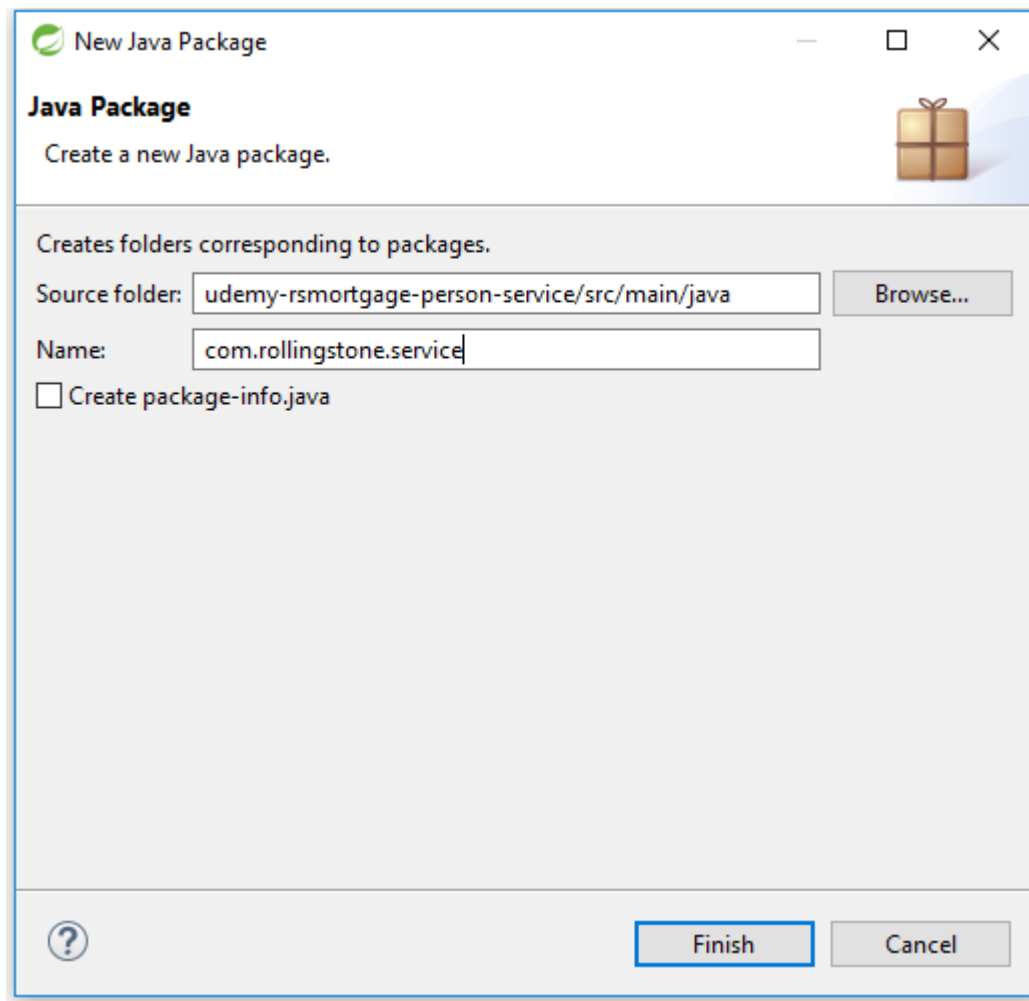 New Java Package
Java Package
Create a new Java package.
Creates folders corresponding to packages.
Source folder: udemy-rsmortgage-person-service/src/main/java Browse...
Name: com.rollingstone.service
Create package-info.java
? Finish Cancel